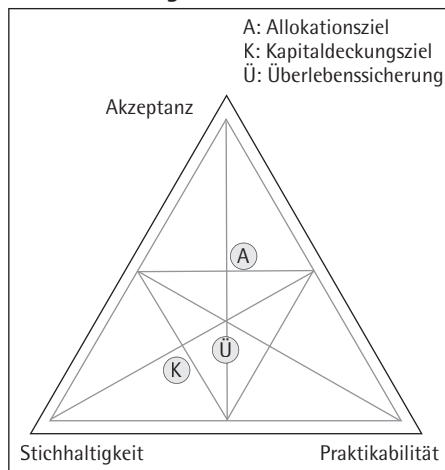 A: Allokationsziel
K: Kapitaldeckungsziel
Ü: Überlebenssicherung
Akzeptanz
A
Ü
K
Stichhaltigkeit Praktikabilität